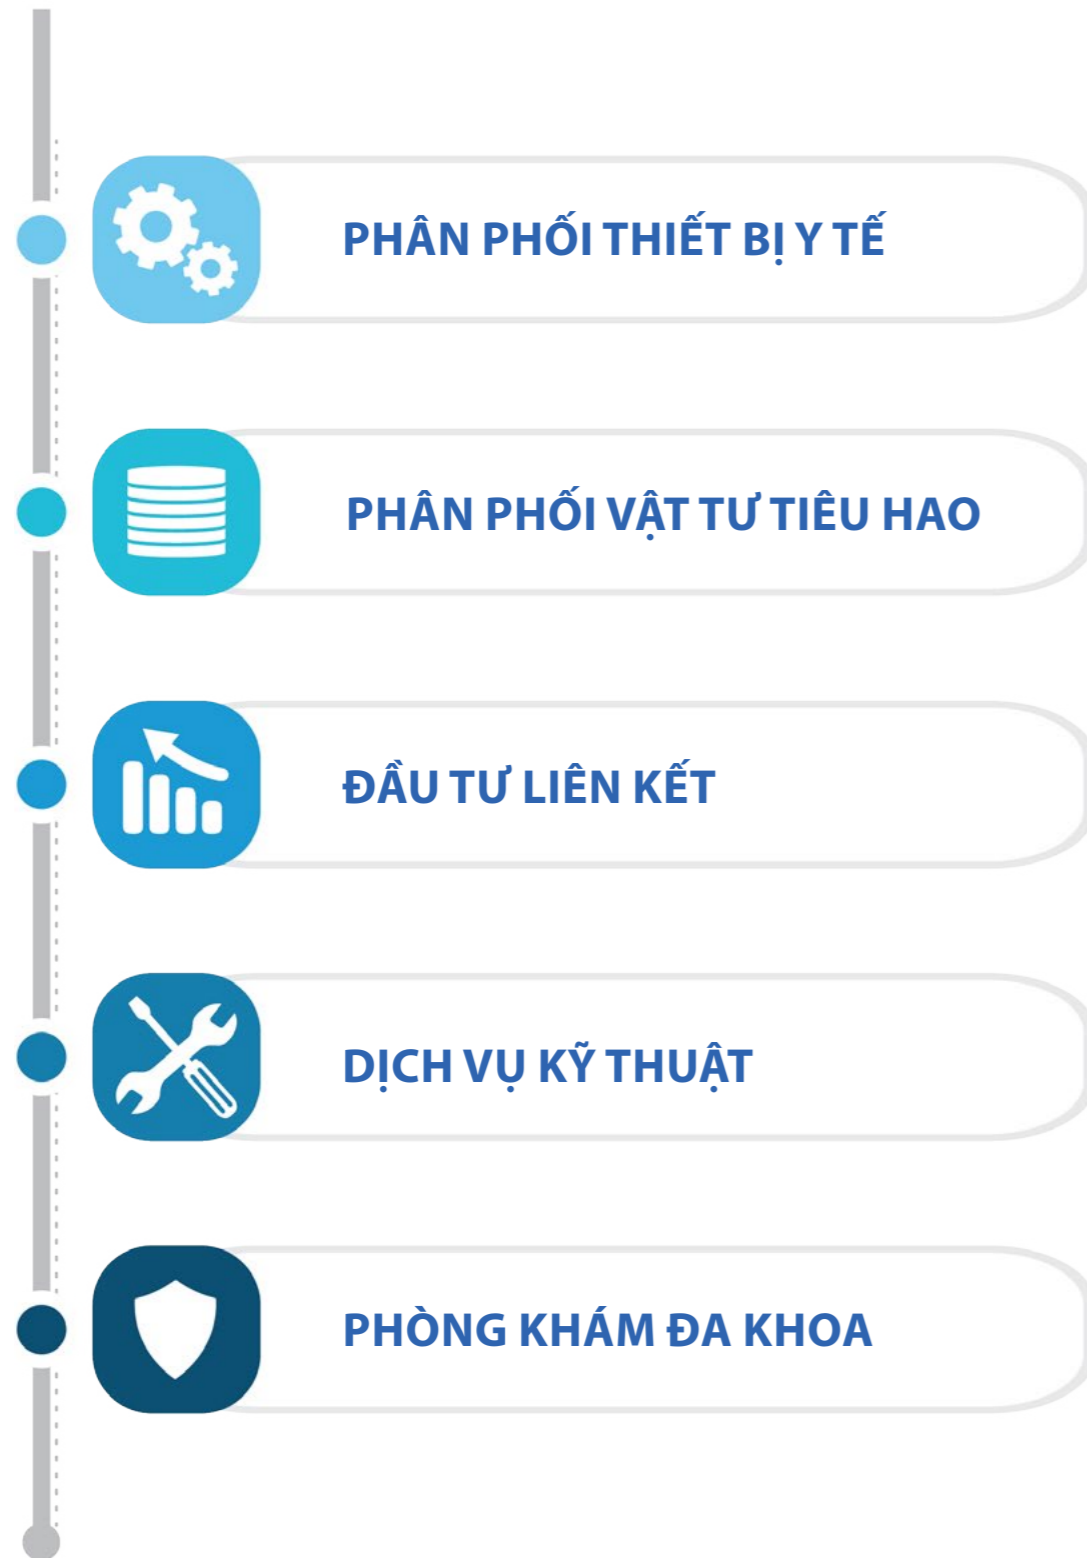 PHÂN PHỐI THIẾT BỊ Y TẾ
PHÂN PHỐI VẬT TƯ TIÊU HAO
ĐẦU TƯ LIÊN KẾT
DỊCH VỤ KỸ THUẬT
PHÒNG KHÁM ĐA KHOA